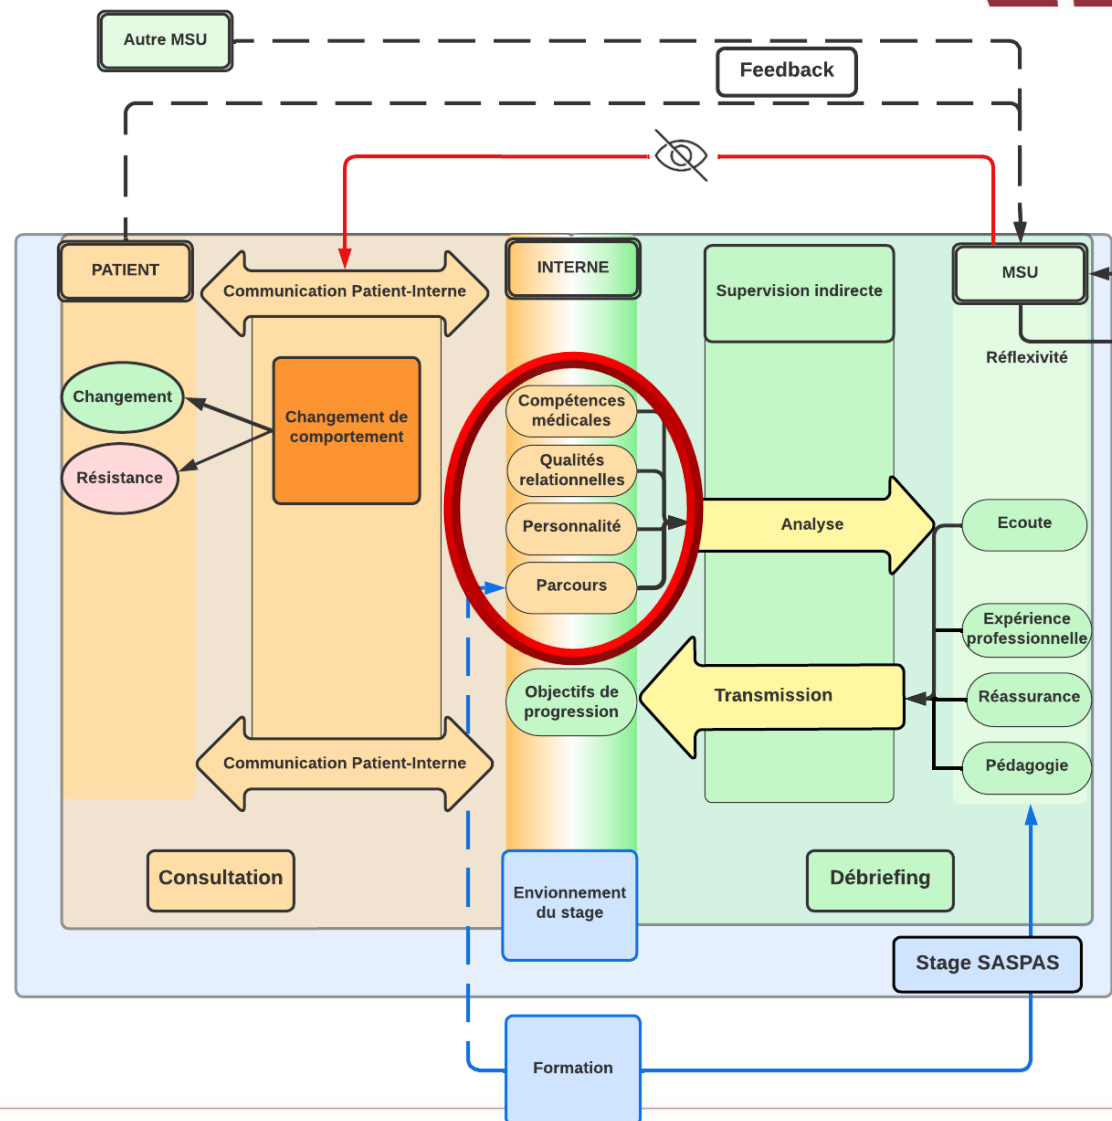 Autre MSU
Feedback
PATIENT
Communication Patient-Interne
INTERNE
Supervision indirecte
MSU
Réflexivité
Changement
Résistance
Changement de
comportement
Compétences
médicales
Qualités
relationnelles
Personnalité
Parcours
Analyse
Ecoute
Expérience
professionnelle
Objectifs de
progression
Transmission
Réassurance
Pédagogie
Communication Patient-Interne
Consultation
Envionnement
du stage
Débriefing
Stage SASPAS
Formation